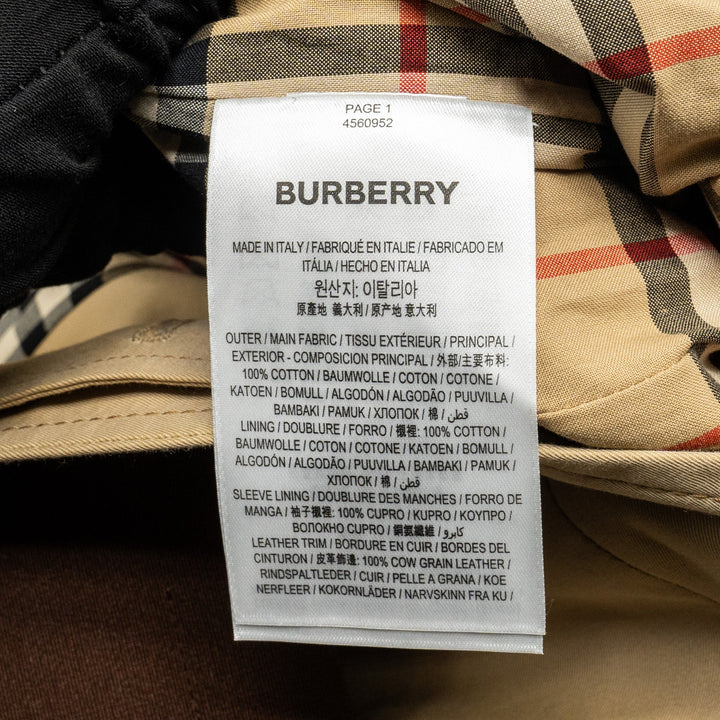 PAGE 1
4560952
BURBERRY
MADE IN ITALY / FABRIQUÉ EN ITALIE / FABRICADO EM
ITÁLIA / HECHO EN ITALIA
원산지: 이탈리아
原產地 義大利 / 原产地 意大利
OUTER / MAIN FABRIC / TISSU EXTÉRIEUR / PRINCIPAL /
EXTERIOR - COMPOSICIÓN PRINCIPAL / 外部/主要布料:
100% COTTON / BAUMWOLLE / COTON / COTONE /
KATOEN / BOMULL / ALGODÓN / ALGODÃO / PUUVILLA /
BAMBAKI / PAMUK / ХЛОПОК / 棉 / قطن /
LINING / DOUBLURE / FORRO / 襯裡: 100% COTTON /
BAUMWOLLE / COTON / COTONE / KATOEN / BOMULL /
ALGODÓN / ALGODÃO / PUUVILLA / BAMBAKI / PAMUK /
ХЛОПОК / 棉 / قطن /
SLEEVE LINING / DOUBLURE DES MANCHES / FORRO DE
MANGA / 袖子襯裡: 100% CUPRO / KUPRO / ΚΟΥΠΡΟ /
ВОЛОКНО CUPRO / 銅氨纖維 / كابرو /
LEATHER TRIM / BORDURE EN CUIR / BORDES DEL
CINTURON / 皮革飾邊: 100% COW GRAIN LEATHER /
RINDSPALTLEDER / CUIR / PELLE A GRANA / KOE
NERFLEER / KOKORNLÄDER / NARVSKINN FRA KU /